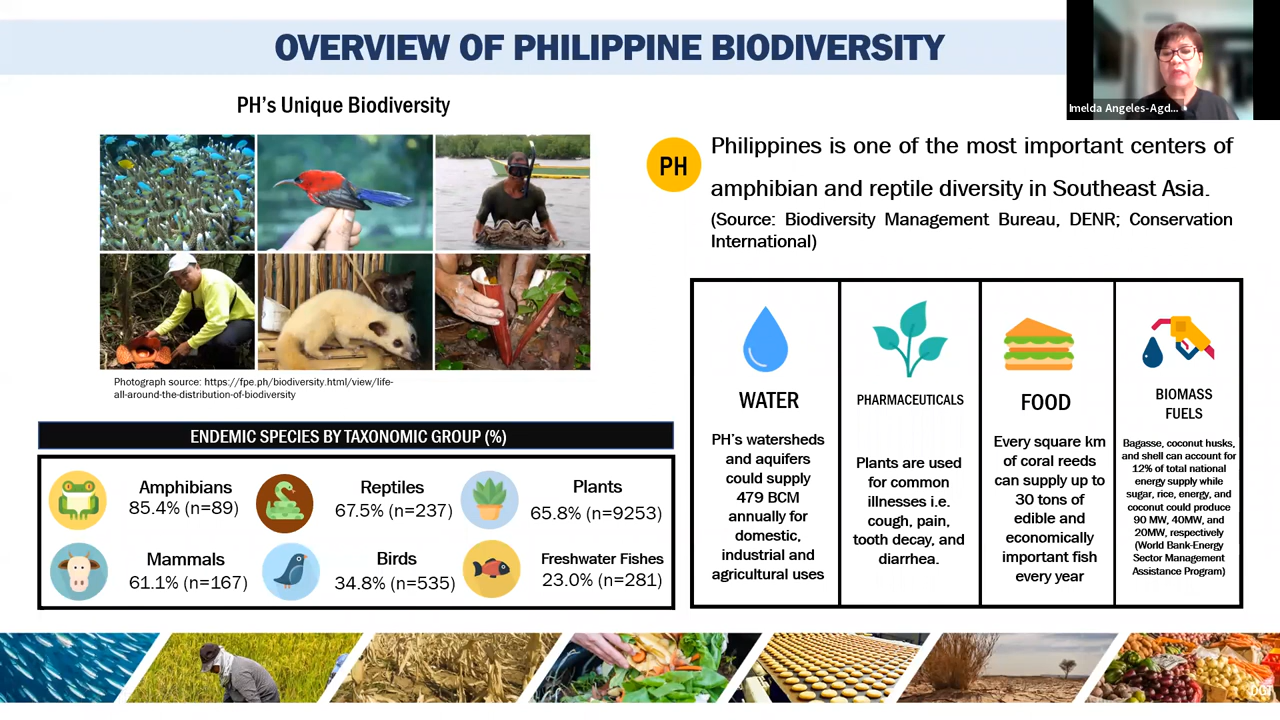 OVERVIEW OF PHILIPPINE BIODIVERSITY
Imelda Angeles-Agd...
PH's Unique Biodiversity
Photograph source: https://fpe.ph/biodiversity.html/view/life-
all-around-the-distribution-of-biodiversity
PH
Philippines is one of the most important centers of
amphibian and reptile diversity in Southeast Asia.
(Source: Biodiversity Management Bureau, DENR; Conservation
International)
ENDEMIC SPECIES BY TAXONOMIC GROUP (%)
Amphibians
85.4% (n=89)
Reptiles
67.5% (n=237)
Plants
65.8% (n=9253)
Mammals
61.1% (n=167)
Birds
34.8% (n=535)
Freshwater Fishes
23.0% (n=281)
WATER
PH's watersheds
and aquifers
could supply
479 BCM
annually for
domestic,
industrial and
agricultural uses
PHARMACEUTICALS
Plants are used
for common
illnesses i.e.
cough, pain,
tooth decay, and
diarrhea.
FOOD
Every square km
of coral reeds
can supply up to
30 tons of
edible and
economically
important fish
every year
BIOMASS
FUELS
Bagasse, coconut husks,
and shell can account for
12% of total national
energy supply while
sugar, rice, energy, and
coconut could produce
90 MW, 40MW, and
20MW, respectively
(World Bank-Energy
Sector Management
Assistance Program)